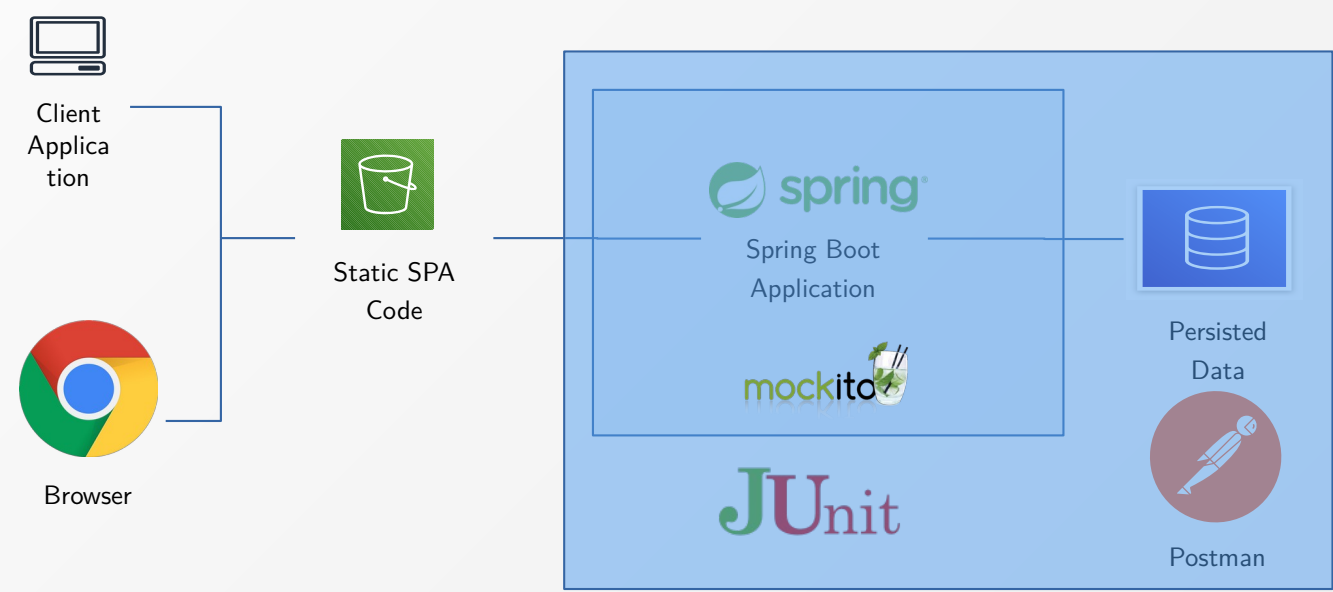 Client
Applica
tion
Browser
Static SPA
Code
spring
Spring Boot
Application
mockito
JUnit
Persisted
Data
Postman